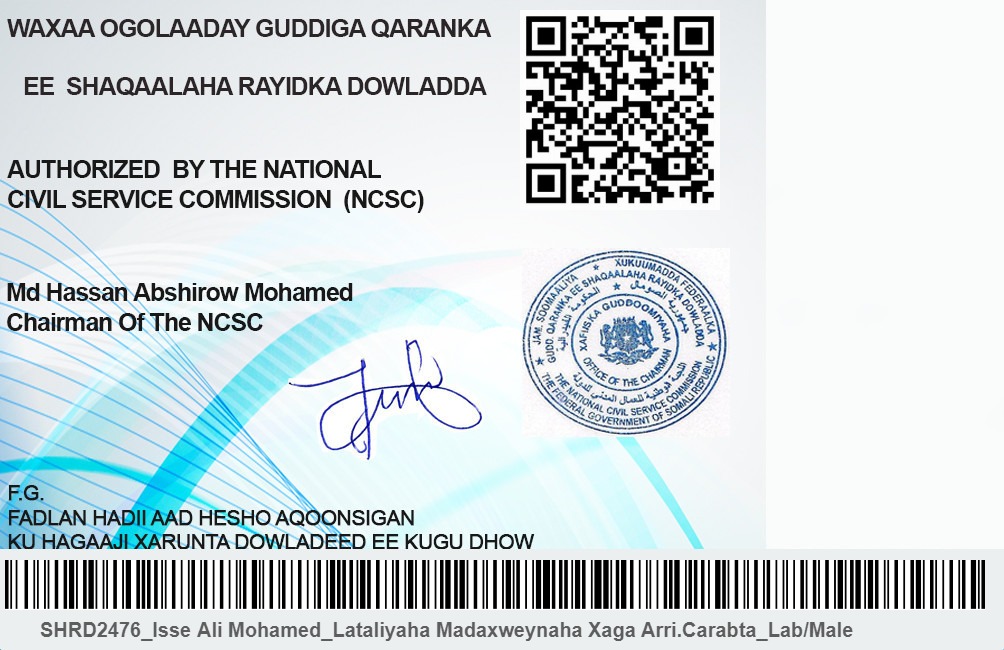 WAXAA OGOLAADAY GUDDIGA QARANKA
EE SHAQAALAHA RAYIDKA DOWLADDA
AUTHORIZED BY THE NATIONAL
CIVIL SERVICE COMMISSION (NCSC)
Md Hassan Abshirow Mohamed
Chairman Of The NCSC
JAM. SOOMAALIYA ★ XUKUUMADDA FEDERAALKA ★
GUDD. QARANKA EE SHAQAALAHA RAYIDKA DOWLADDA
XAFIISKA GUDDOOMIYAHA
OFFICE OF THE CHAIRMAN
THE NATIONAL CIVIL SERVICE COMMISSION
THE FEDERAL GOVERNMENT OF SOMALI REPUBLIC
F.G.
FADLAN HADII AAD HESHO AQOONSIGAN
KU HAGAAJI XARUNTA DOWLADEED EE KUGU DHOW
SHRD2476_Isse Ali Mohamed_Lataliyaha Madaxweynaha Xaga Arri.Carabta_Lab/Male